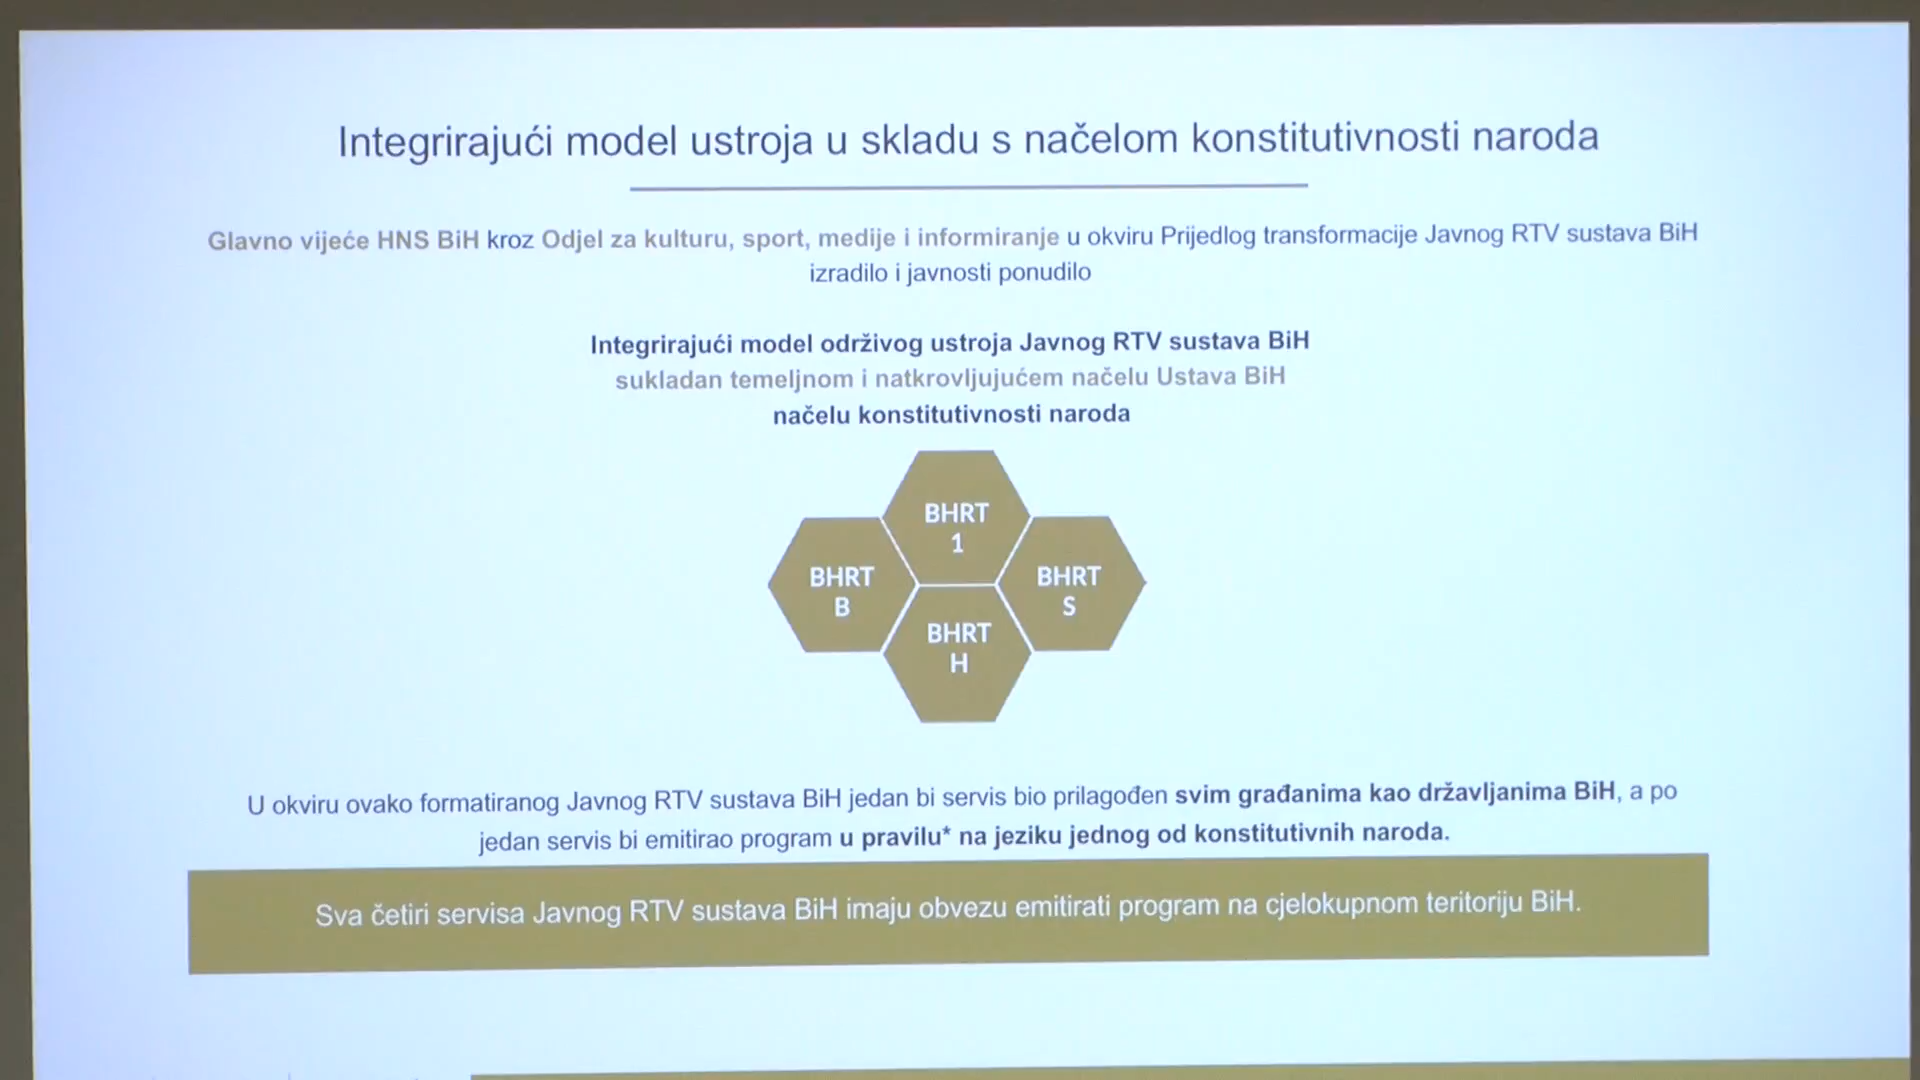 Integrirajući model ustroja u skladu s načelom konstitutivnosti naroda
Glavno vijeće HNS BiH kroz Odjel za kulturu, sport, medije i informiranje u okviru Prijedlog transformacije Javnog RTV sustava BiH
izradilo i javnosti ponudilo
Integrirajući model održivog ustroja Javnog RTV sustava BiH
sukladan temeljnom i natkrovljujućem načelu Ustava BiH
načelu konstitutivnosti naroda
BHRT
1
BHRT
B
BHRT
S
BHRT
H
U okviru ovako formatiranog Javnog RTV sustava BiH jedan bi servis bio prilagođen svim građanima kao državljanima BiH, a po
jedan servis bi emitirao program u pravilu* na jeziku jednog od konstitutivnih naroda.
Sva četiri servisa Javnog RTV sustava BiH imaju obvezu emitirati program na cjelokupnom teritoriju BiH.